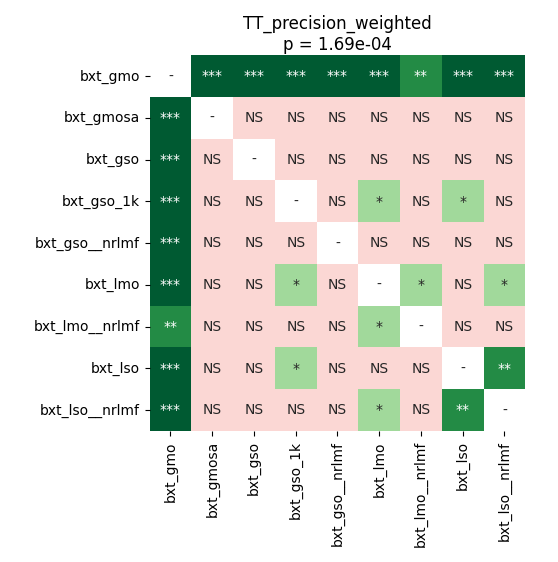 TT_precision_weighted
p = 1.69e-04
bxt_gmo - *** *** *** *** *** ** *** ***
bxt_gmosa *** - NS NS NS NS NS NS NS
bxt_gso *** NS - NS NS NS NS NS NS
bxt_gso_1k *** NS NS - NS * NS * NS
bxt_gso__nrlmf *** NS NS NS - NS NS NS NS
bxt_lmo *** NS NS * NS - * NS *
bxt_lmo__nrlmf ** NS NS NS NS * - NS NS
bxt_lso *** NS NS * NS NS NS - **
bxt_lso__nrlmf *** NS NS NS NS * NS ** -
bxt_gmo
bxt_gmosa
bxt_gso
bxt_gso_1k
bxt_gso__nrlmf
bxt_lmo
bxt_lmo__nrlmf
bxt_lso
bxt_lso__nrlmf